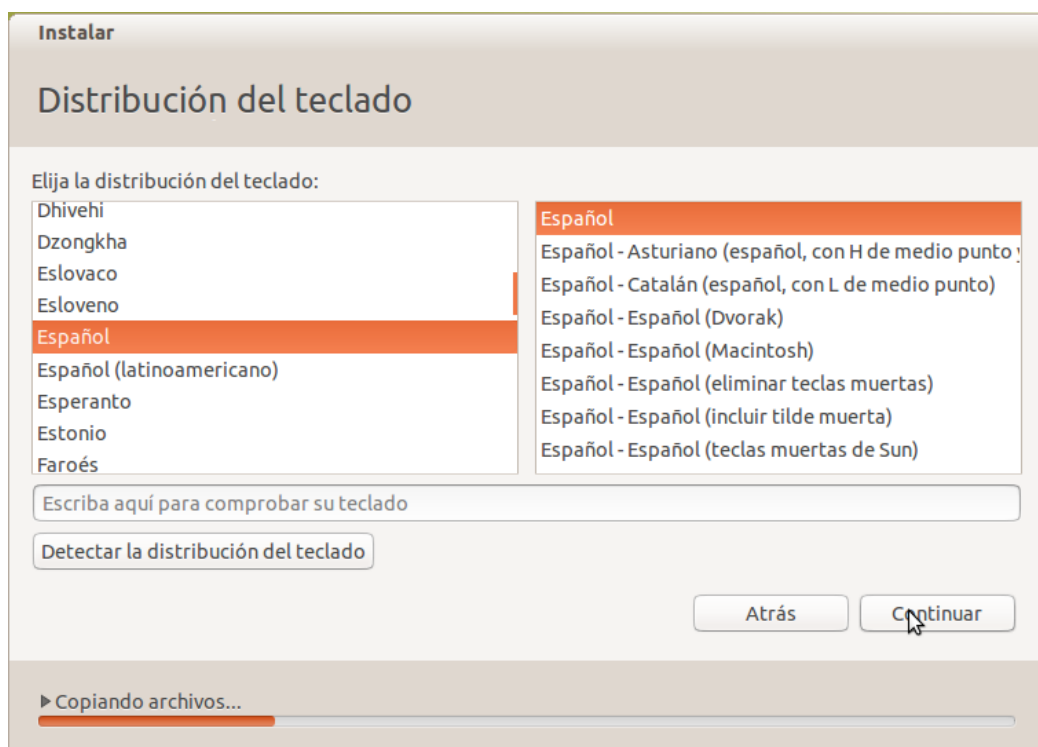 Instalar
Distribución del teclado
Elija la distribución del teclado:
Dhivehi
Dzongkha
Eslovaco
Esloveno
Español
Español (latinoamericano)
Esperanto
Estonio
Faroés
Español
Español - Asturiano (español, con H de medio punto y
Español - Catalán (español, con L de medio punto)
Español - Español (Dvorak)
Español - Español (Macintosh)
Español - Español (eliminar teclas muertas)
Español - Español (incluir tilde muerta)
Español - Español (teclas muertas de Sun)
Escriba aquí para comprobar su teclado
Detectar la distribución del teclado
Atrás
Continuar
Copiando archivos...